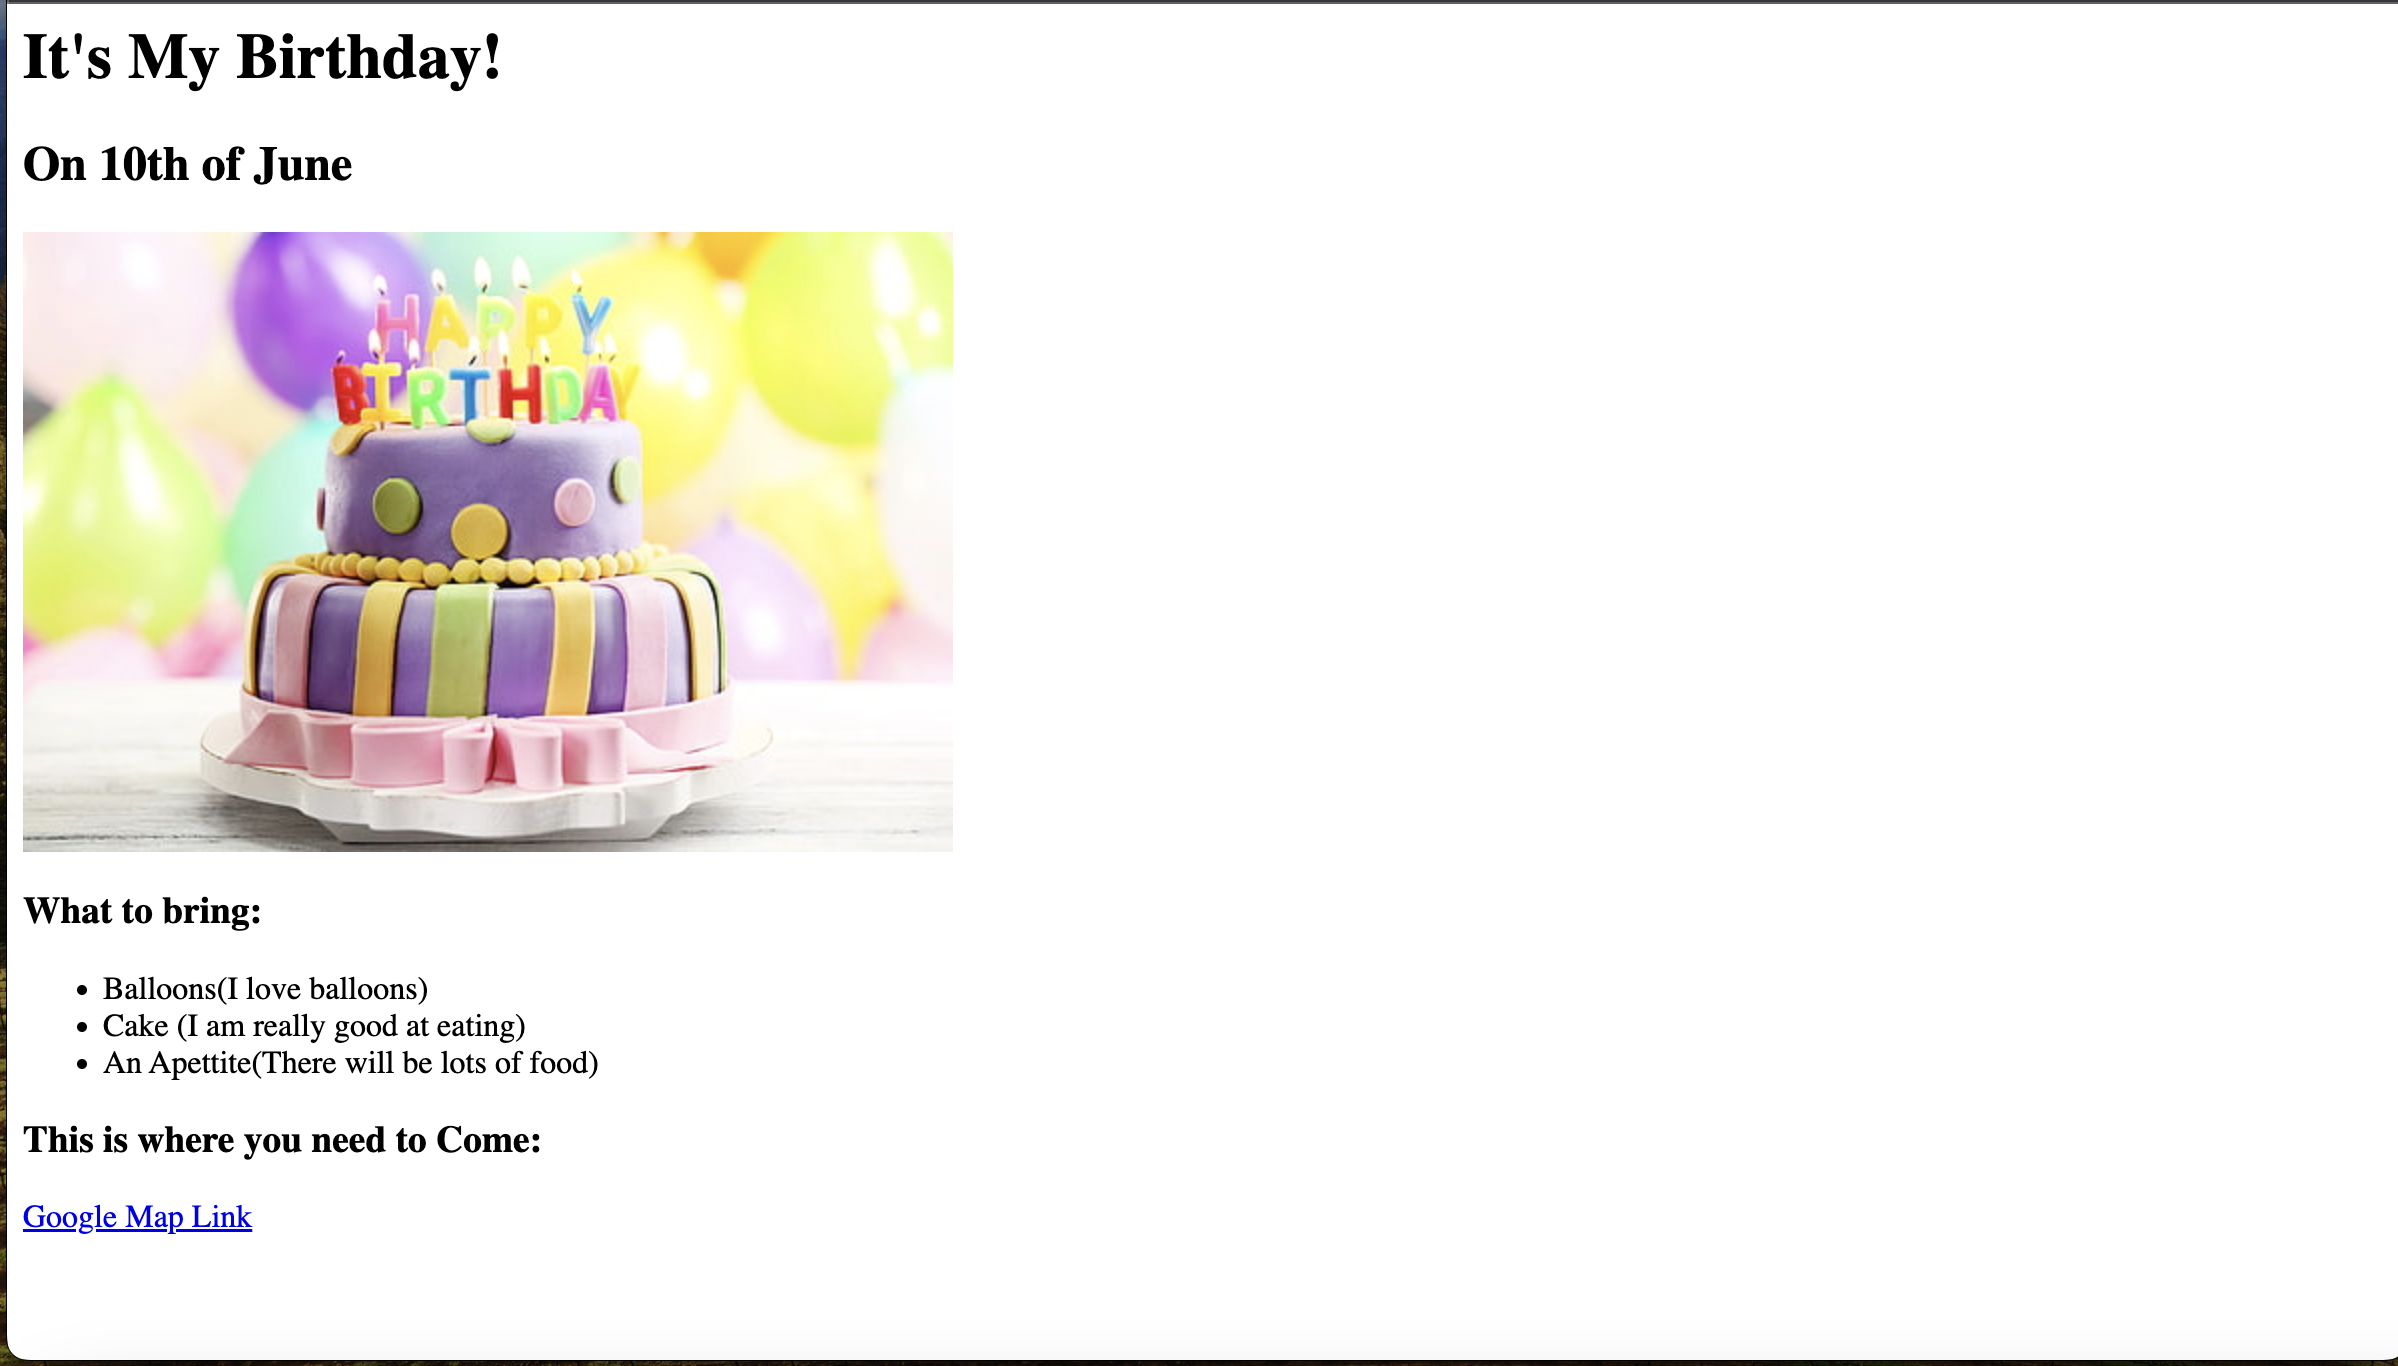 It's My Birthday!
On 10th of June
HAPPY
BIRTHDAY
What to bring:
Balloons(I love balloons)
Cake (I am really good at eating)
An Apettite(There will be lots of food)
This is where you need to Come:
Google Map Link